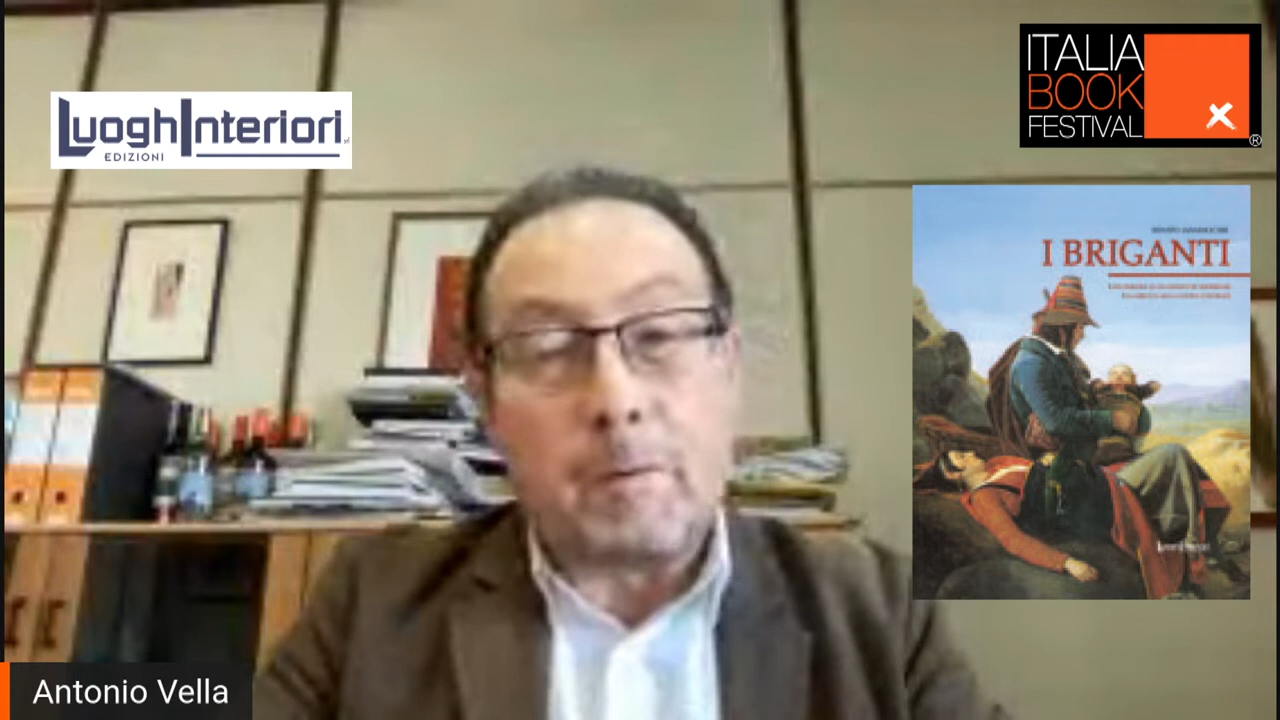 LuoghInteriori
EDIZIONI
ITALIA
BOOK
FESTIVAL
®
I BRIGANTI
Antonio Vella